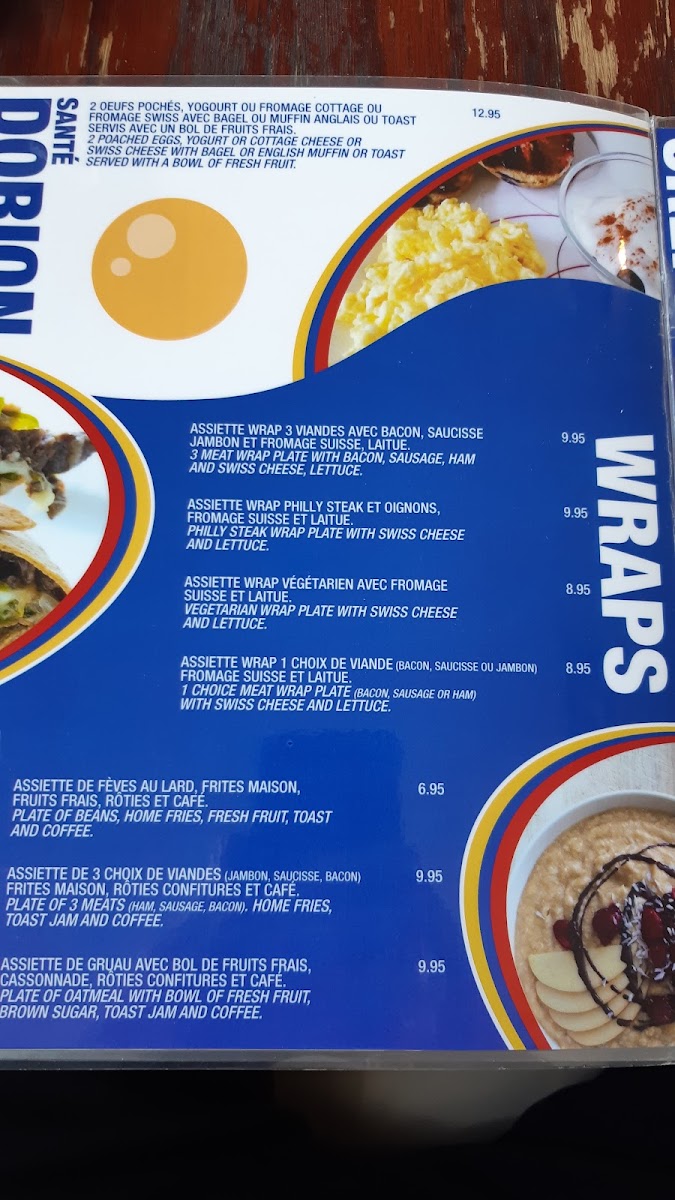 SANTÉ
DORION
2 OEUFS POCHÉS, YOGOURT OU FROMAGE COTTAGE OU
FROMAGE SWISS AVEC BAGEL OU MUFFIN ANGLAIS OU TOAST
SERVIS AVEC UN BOL DE FRUITS FRAIS.
2 POACHED EGGS, YOGURT OR COTTAGE CHEESE OR
SWISS CHEESE WITH BAGEL OR ENGLISH MUFFIN OR TOAST
SERVED WITH A BOWL OF FRESH FRUIT.
12.95
WRAPS
ASSIETTE WRAP 3 VIANDES AVEC BACON, SAUCISSE
JAMBON ET FROMAGE SUISSE, LAITUE.
3 MEAT WRAP PLATE WITH BACON, SAUSAGE, HAM
AND SWISS CHEESE, LETTUCE.
9.95
ASSIETTE WRAP PHILLY STEAK ET OIGNONS,
FROMAGE SUISSE ET LAITUE.
PHILLY STEAK WRAP PLATE WITH SWISS CHEESE
AND LETTUCE.
9.95
ASSIETTE WRAP VÉGÉTARIEN AVEC FROMAGE
SUISSE ET LAITUE.
VEGETARIAN WRAP PLATE WITH SWISS CHEESE
AND LETTUCE.
8.95
ASSIETTE WRAP 1 CHOIX DE VIANDE (BACON, SAUCISSE OU JAMBON)
FROMAGE SUISSE ET LAITUE.
1 CHOICE MEAT WRAP PLATE (BACON, SAUSAGE OR HAM)
WITH SWISS CHEESE AND LETTUCE.
8.95
ASSIETTE DE FÈVES AU LARD, FRITES MAISON,
FRUITS FRAIS, RÔTIES ET CAFÉ.
PLATE OF BEANS, HOME FRIES, FRESH FRUIT, TOAST
AND COFFEE.
6.95
ASSIETTE DE 3 CHOIX DE VIANDES (JAMBON, SAUCISSE, BACON)
FRITES MAISON, RÔTIES CONFITURES ET CAFÉ.
PLATE OF 3 MEATS (HAM, SAUSAGE, BACON). HOME FRIES,
TOAST JAM AND COFFEE.
9.95
ASSIETTE DE GRUAU AVEC BOL DE FRUITS FRAIS,
CASSONNADE, RÔTIES CONFITURES ET CAFÉ.
PLATE OF OATMEAL WITH BOWL OF FRESH FRUIT,
BROWN SUGAR, TOAST JAM AND COFFEE.
9.95